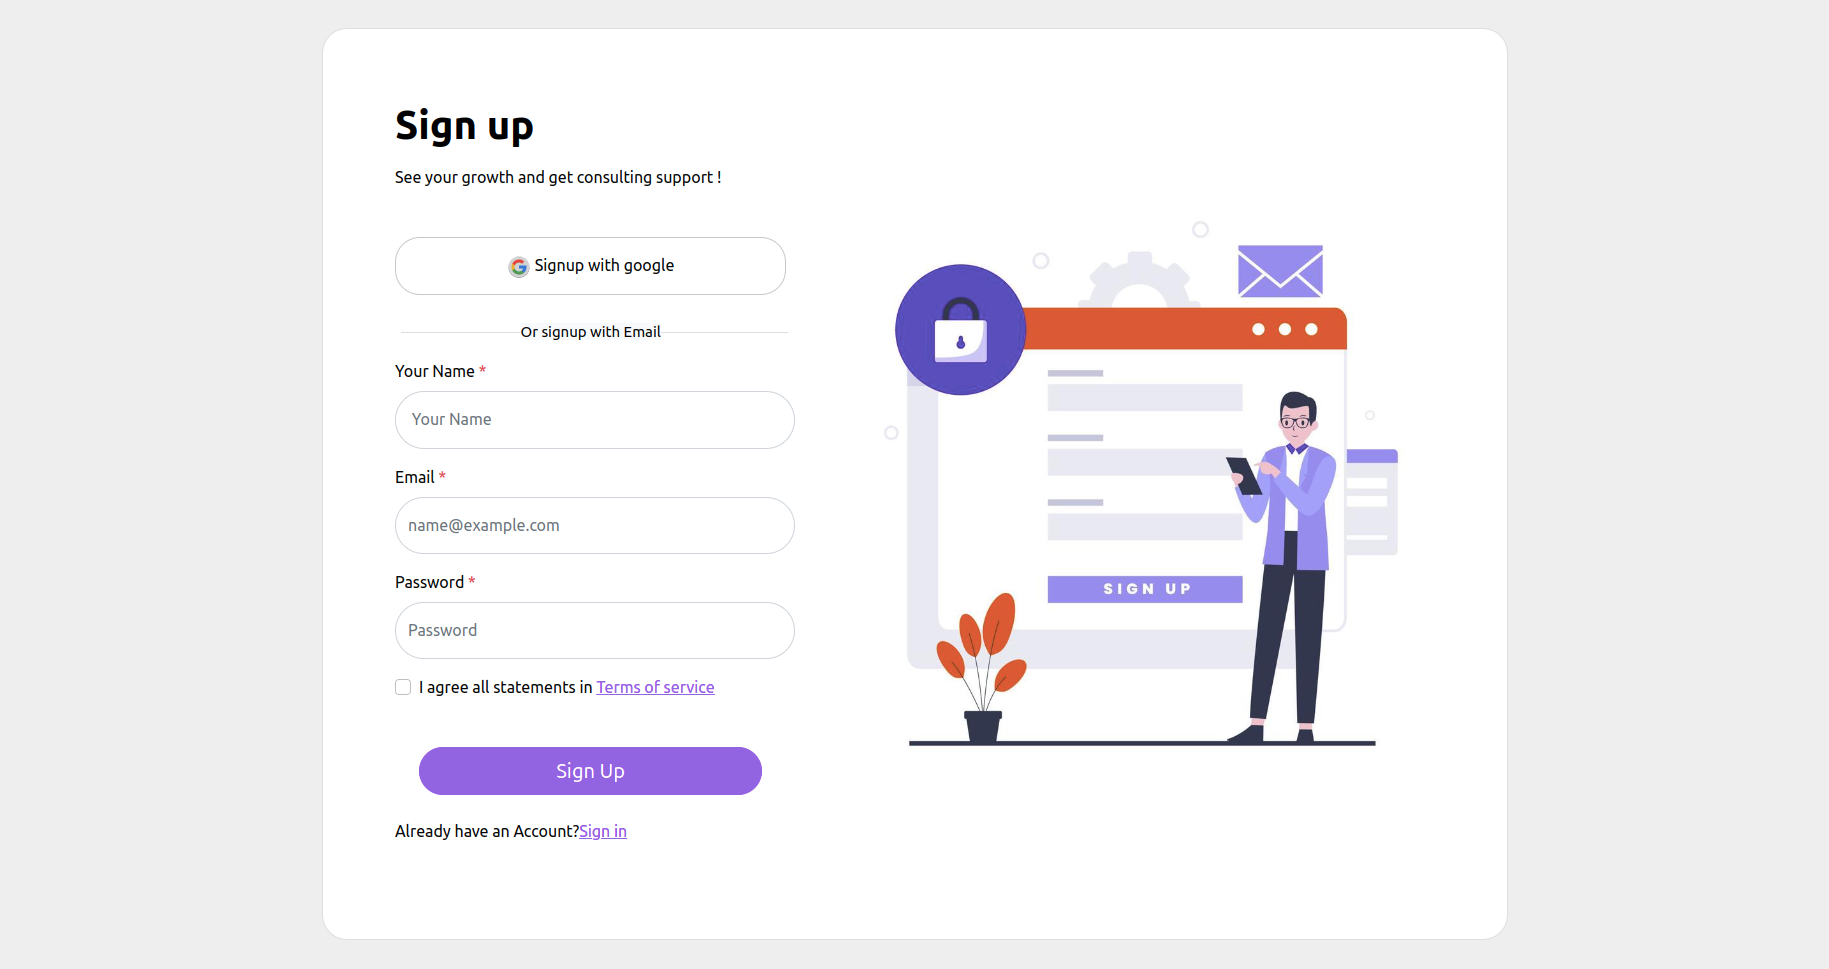 Sign up
See your growth and get consulting support !
Signup with google
Or signup with Email
Your Name *
Your Name
Email *
name@example.com
Password *
Password
I agree all statements in Terms of service
Sign Up
Already have an Account?Sign in
SIGN UP